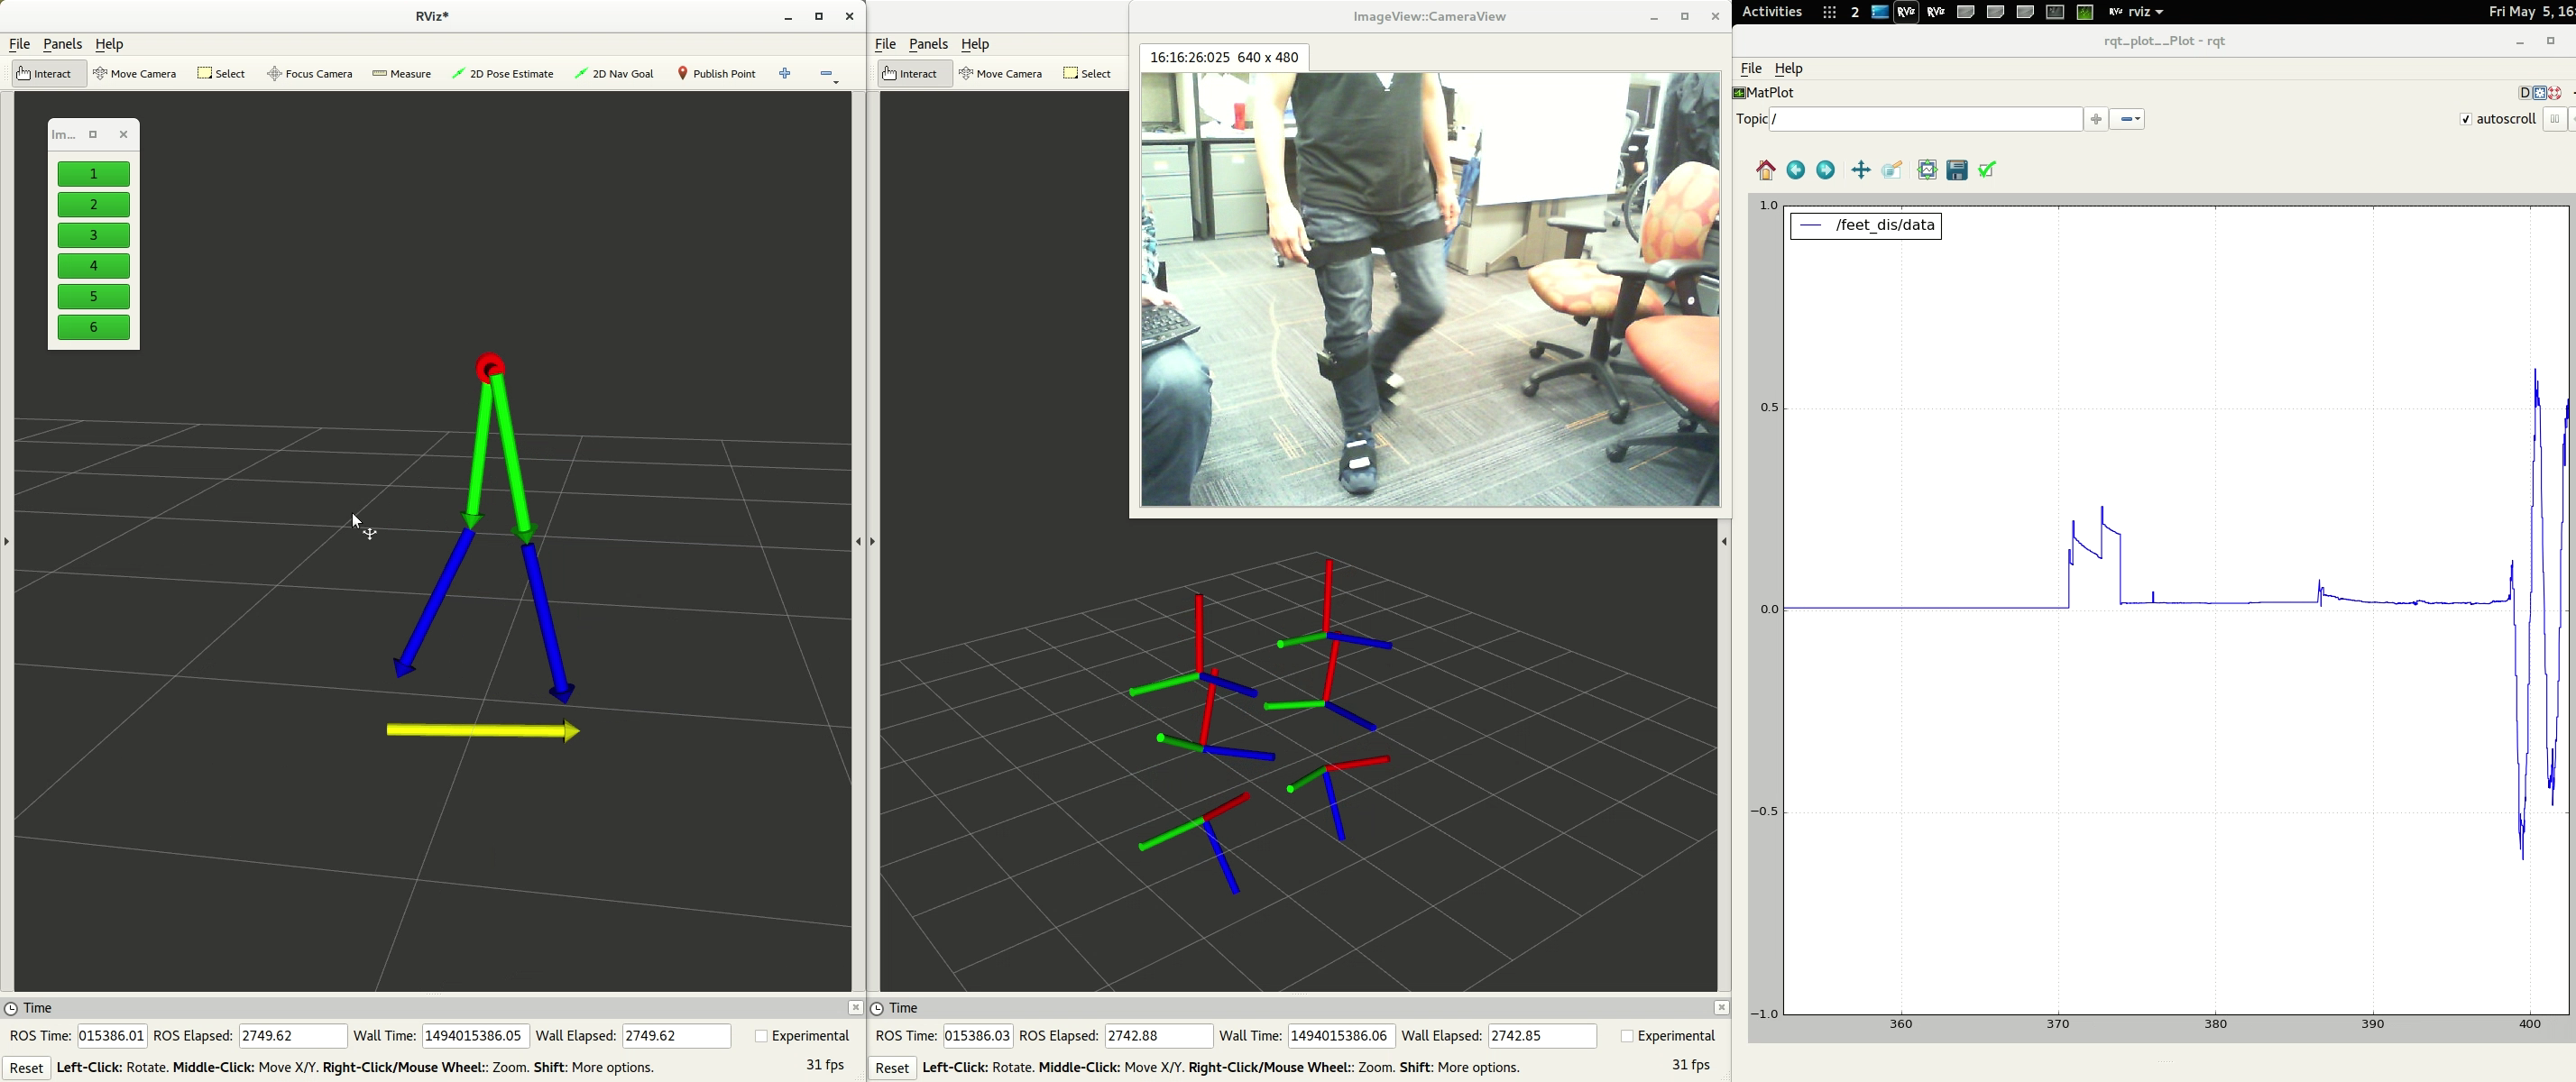 RViz*
File Panels Help
Interact Move Camera Select Focus Camera Measure 2D Pose Estimate 2D Nav Goal Publish Point
Im...
1
2
3
4
5
6
Time
ROS Time: 015386.01 ROS Elapsed: 2749.62 Wall Time: 1494015386.05 Wall Elapsed: 2749.62 Experimental
Reset Left-Click: Rotate. Middle-Click: Move X/Y. Right-Click/Mouse Wheel:: Zoom. Shift: More options. 31 fps
File Panels Help
Interact Move Camera Select
ImageView::CameraView
16:16:26:025 640 x 480
Time
ROS Time: 015386.03 ROS Elapsed: 2742.88 Wall Time: 1494015386.06 Wall Elapsed: 2742.85 Experimental
Reset Left-Click: Rotate. Middle-Click: Move X/Y. Right-Click/Mouse Wheel:: Zoom. Shift: More options. 31 fps
Activities 2 RViz RViz RViz rviz Fri May 5, 16:
rqt_plot__Plot - rqt
File Help
MatPlot D
Topic / autoscroll
/feet_dis/data
1.0
0.5
0.0
−0.5
−1.0
360 370 380 390 400